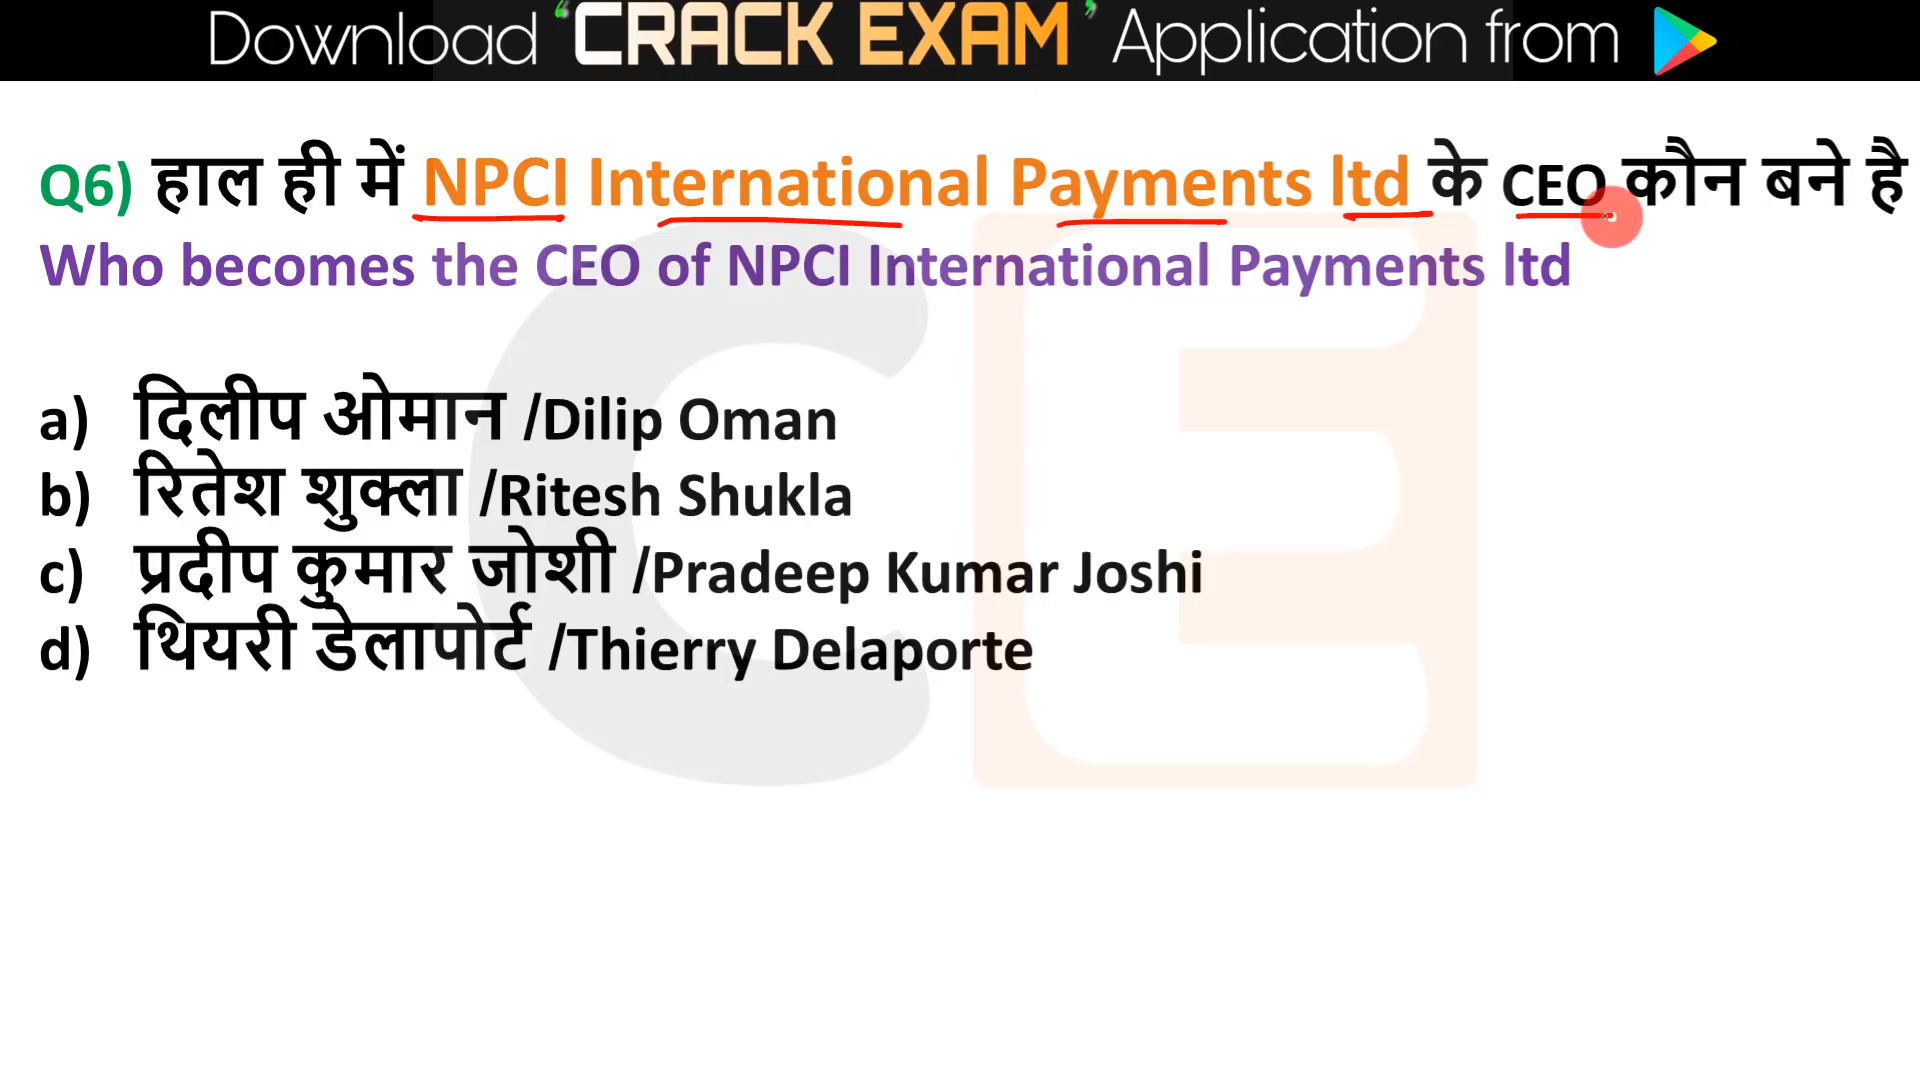 Download ‘CRACK EXAM’ Application from
Q6) हाल ही में NPCI International Payments ltd के CEO कौन बने है
Who becomes the CEO of NPCI International Payments ltd
a) दिलीप ओमान /Dilip Oman
b) रितेश शुक्ला /Ritesh Shukla
c) प्रदीप कुमार जोशी /Pradeep Kumar Joshi
d) थियरी डेलापोर्ट /Thierry Delaporte
CE